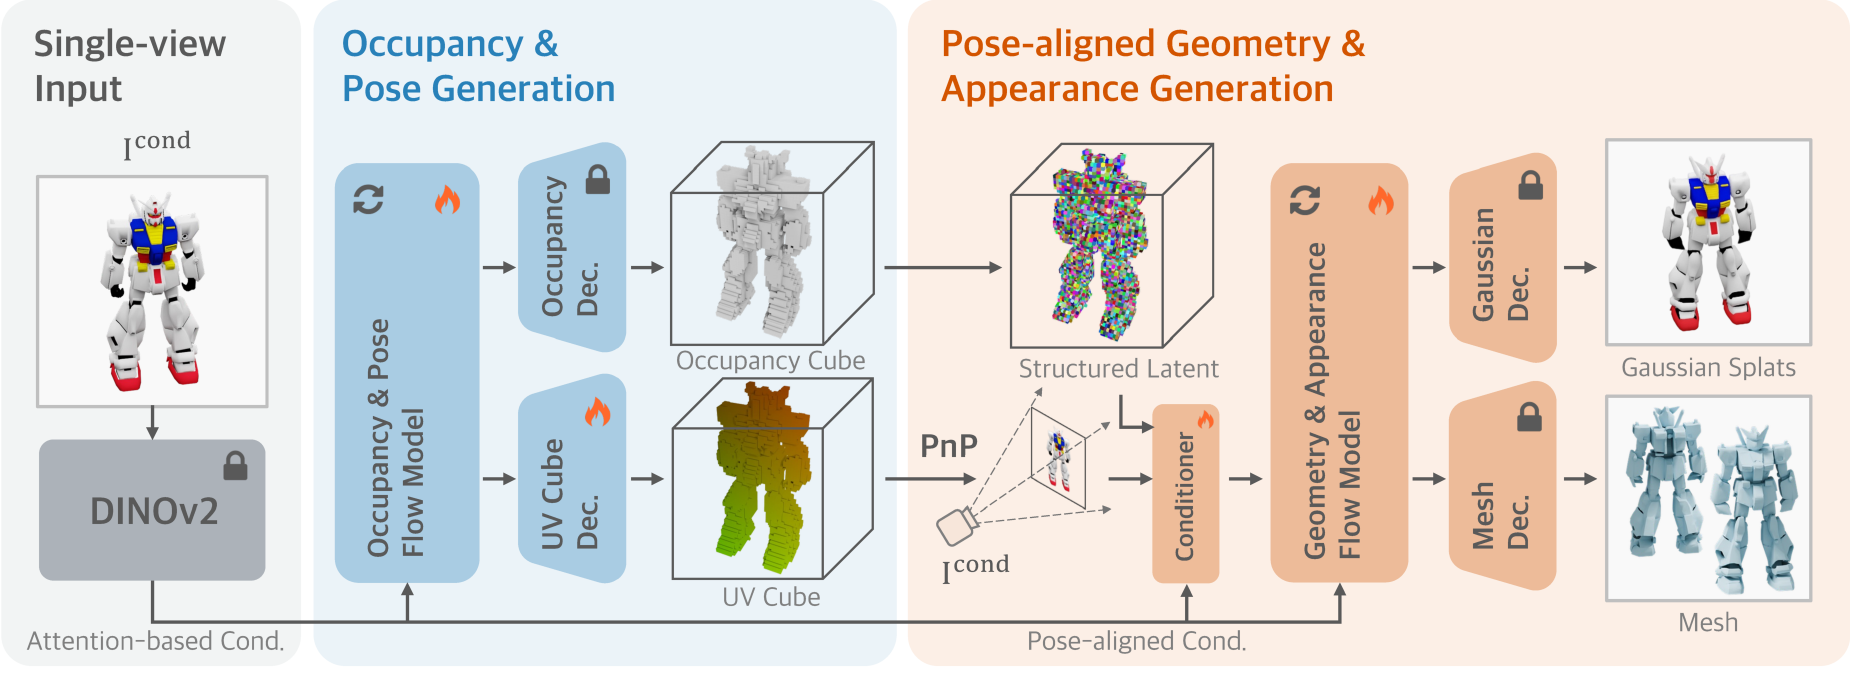 Single-view
Input
I^cond
DINOv2
Attention-based Cond.
Occupancy &
Pose Generation
Occupancy & Pose
Flow Model
Occupancy
Dec.
UV Cube
Dec.
Occupancy Cube
UV Cube
Pose-aligned Geometry &
Appearance Generation
Structured Latent
PnP
I^cond
Conditioner
Pose-aligned Cond.
Geometry & Appearance
Flow Model
Gaussian
Dec.
Mesh
Dec.
Gaussian Splats
Mesh